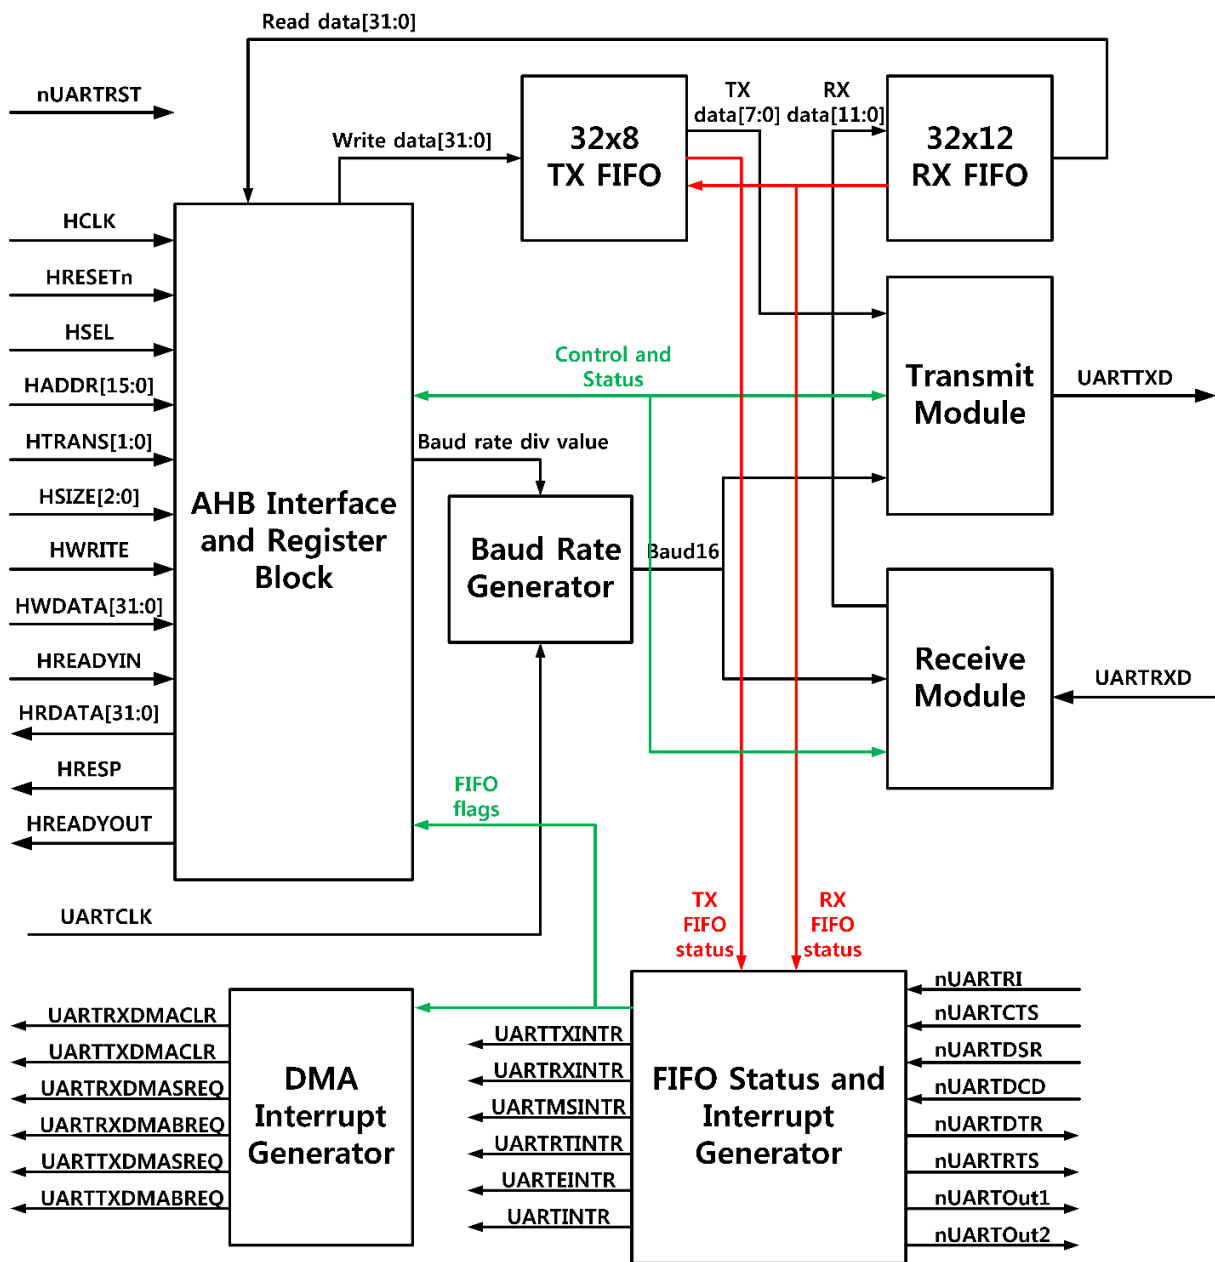 Read data[31:0]
nUARTRST
Write data[31:0]
32x8
TX FIFO
TX
data[7:0]
RX
data[11:0]
32x12
RX FIFO
HCLK
HRESETn
HSEL
HADDR[15:0]
HTRANS[1:0]
HSIZE[2:0]
HWRITE
HWDATA[31:0]
HREADYIN
HRDATA[31:0]
HRESP
HREADYOUT
AHB Interface
and Register
Block
Control and
Status
Transmit
Module
UARTTXD
Baud rate div value
Baud Rate
Generator
Baud16
Receive
Module
UARTRXD
FIFO
flags
UARTCLK
TX
FIFO
status
RX
FIFO
status
UARTRXDMACLR
UARTTXDMACLR
UARTRXDMASREQ
UARTRXDMABREQ
UARTTXDMASREQ
UARTTXDMABREQ
DMA
Interrupt
Generator
UARTTXINTR
UARTRXINTR
UARTMSINTR
UARTRTINTR
UARTEINTR
UARTINTR
FIFO Status and
Interrupt
Generator
nUARTRI
nUARTCTS
nUARTDSR
nUARTDCD
nUARTDTR
nUARTRTS
nUARTOut1
nUARTOut2